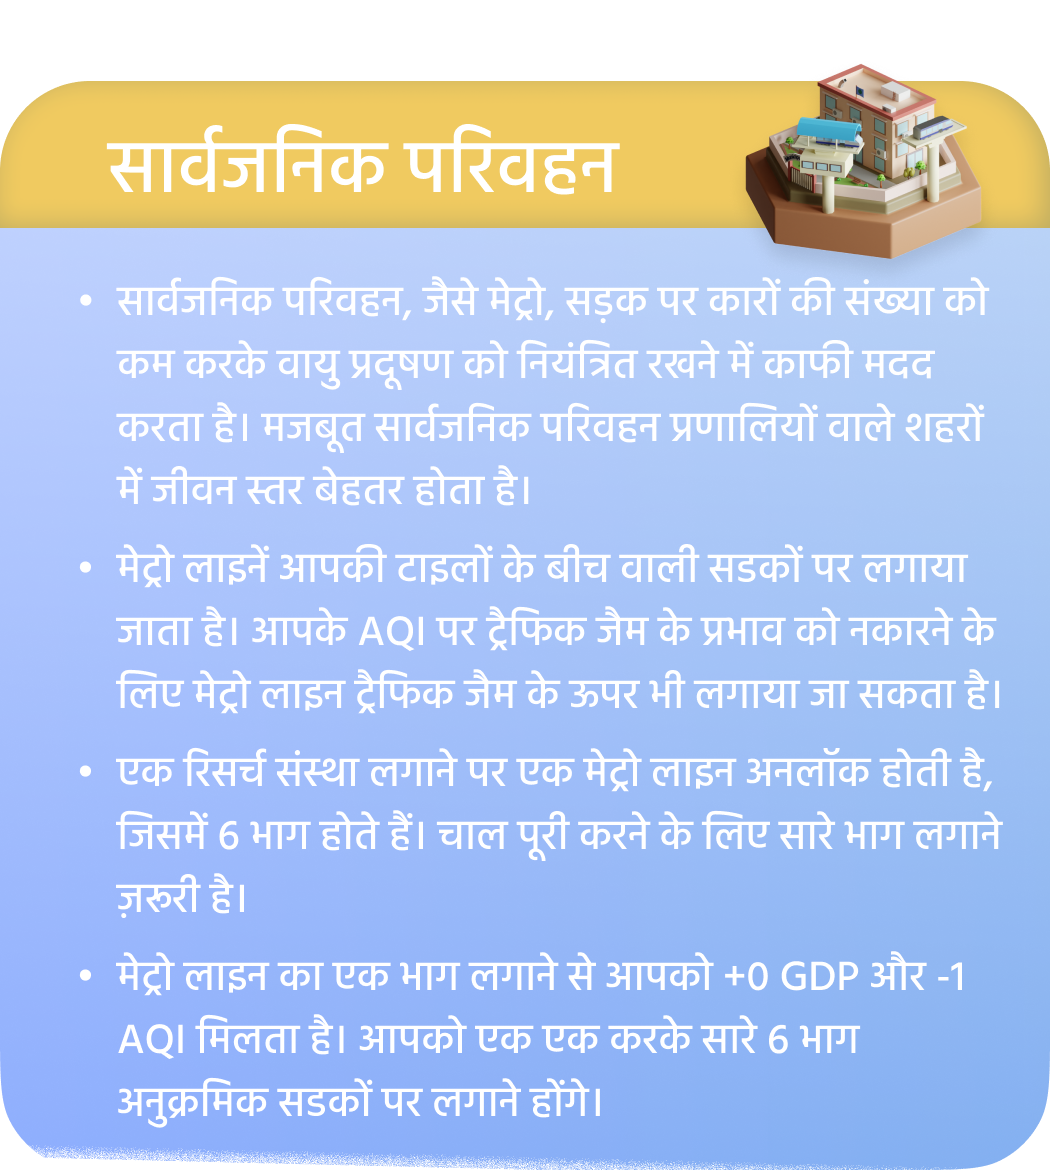 सार्वजनिक परिवहन
• सार्वजनिक परिवहन, जैसे मेट्रो, सड़क पर कारों की संख्या को
कम करके वायु प्रदूषण को नियंत्रित रखने में काफी मदद
करता है। मजबूत सार्वजनिक परिवहन प्रणालियों वाले शहरों
में जीवन स्तर बेहतर होता है।
• मेट्रो लाइनें आपकी टाइलों के बीच वाली सडकों पर लगाया
जाता है। आपके AQI पर ट्रैफिक जैम के प्रभाव को नकारने के
लिए मेट्रो लाइन ट्रैफिक जैम के ऊपर भी लगाया जा सकता है।
• एक रिसर्च संस्था लगाने पर एक मेट्रो लाइन अनलॉक होती है,
जिसमें 6 भाग होते हैं। चाल पूरी करने के लिए सारे भाग लगाने
ज़रूरी है।
• मेट्रो लाइन का एक भाग लगाने से आपको +0 GDP और -1
AQI मिलता है। आपको एक एक करके सारे 6 भाग
अनुक्रमिक सडकों पर लगाने होंगे।